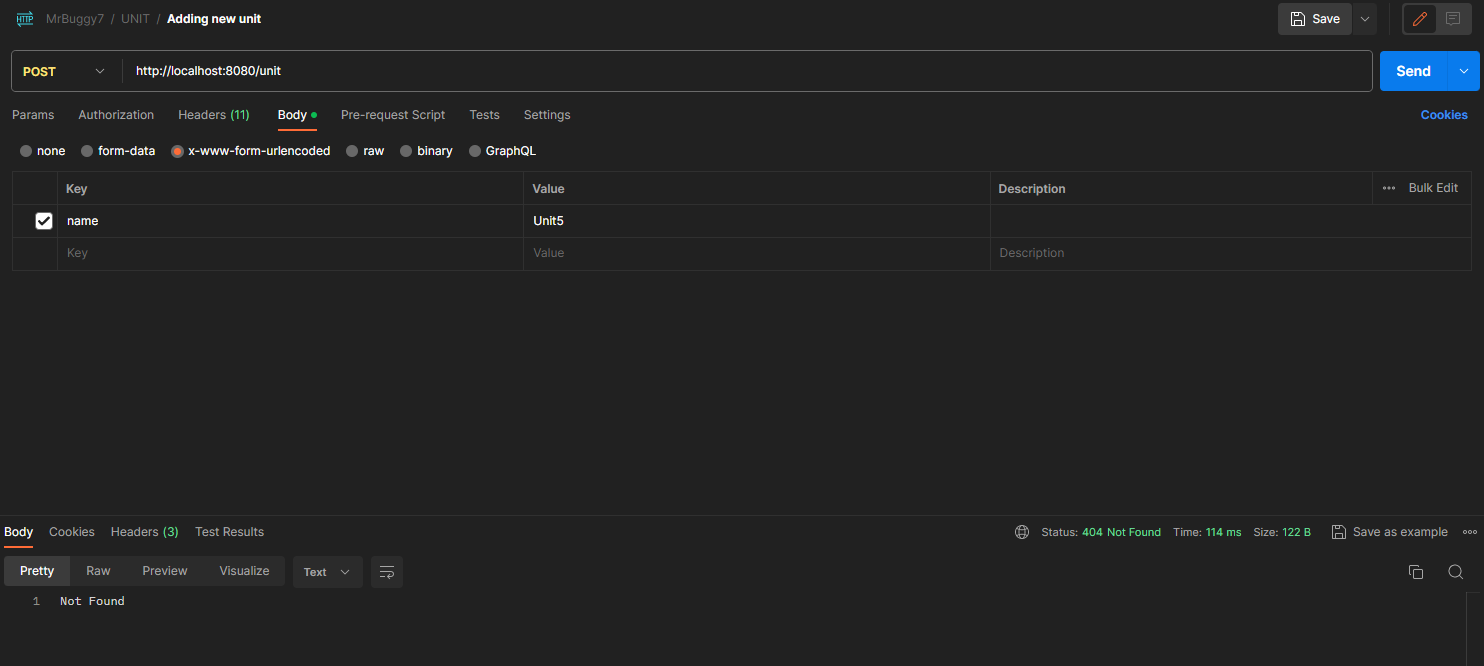 HTTP MrBuggy7 / UNIT / Adding new unit Save
POST http://localhost:8080/unit Send
Params Authorization Headers (11) Body Pre-request Script Tests Settings Cookies
none form-data x-www-form-urlencoded raw binary GraphQL
Key Value Description Bulk Edit
name Unit5
Key Value Description
Body Cookies Headers (3) Test Results Status: 404 Not Found Time: 114 ms Size: 122 B Save as example
Pretty Raw Preview Visualize Text
1 Not Found